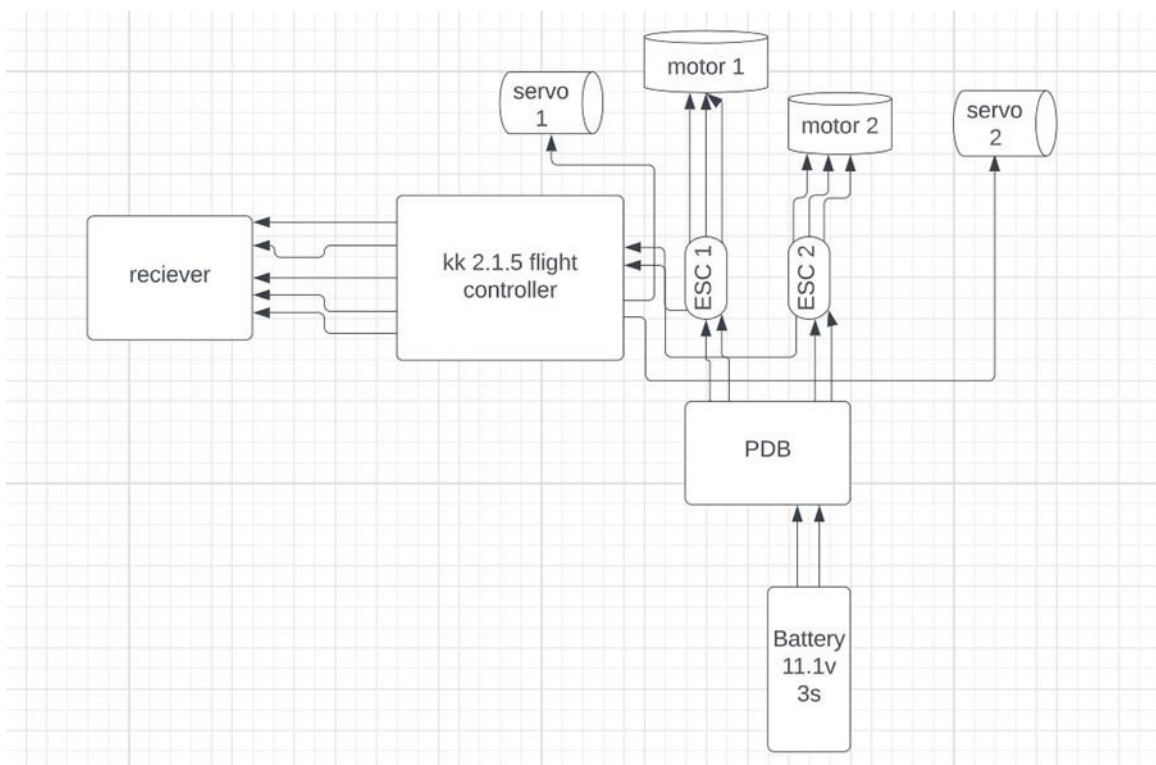 motor 1
servo
1
motor 2
servo
2
reciever
kk 2.1.5 flight
controller
ESC 1
ESC 2
PDB
Battery
11.1v
3s